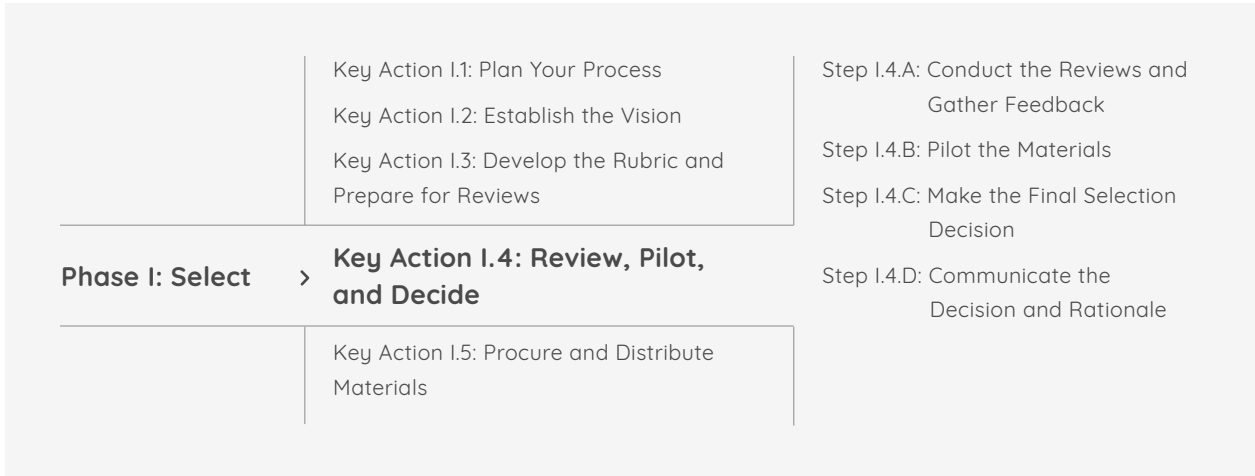 Key Action I.1: Plan Your Process
Key Action I.2: Establish the Vision
Key Action I.3: Develop the Rubric and
Prepare for Reviews
Phase I: Select
›
Key Action I.4: Review, Pilot,
and Decide
Key Action I.5: Procure and Distribute
Materials
Step I.4.A: Conduct the Reviews and
Gather Feedback
Step I.4.B: Pilot the Materials
Step I.4.C: Make the Final Selection
Decision
Step I.4.D: Communicate the
Decision and Rationale